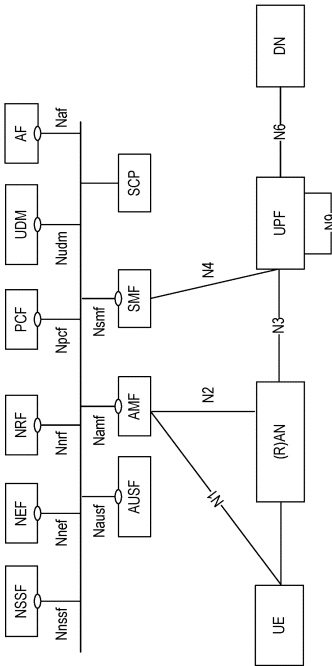 NSSF
NEF
NRF
PCF
UDM
AF
Nnssf
Nnef
Nnrf
Npcf
Nudm
Naf
Nausf
Namf
Nsmf
AUSF
AMF
SMF
SCP
N1
N2
N4
UE
(R)AN
N3
UPF
N6
DN
N9